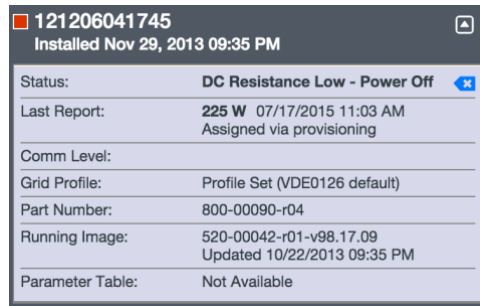 121206041745
Installed Nov 29, 2013 09:35 PM
Status: DC Resistance Low - Power Off
Last Report: 225 W 07/17/2015 11:03 AM
Assigned via provisioning
Comm Level:
Grid Profile: Profile Set (VDE0126 default)
Part Number: 800-00090-r04
Running Image: 520-00042-r01-v98.17.09
Updated 10/22/2013 09:35 PM
Parameter Table: Not Available